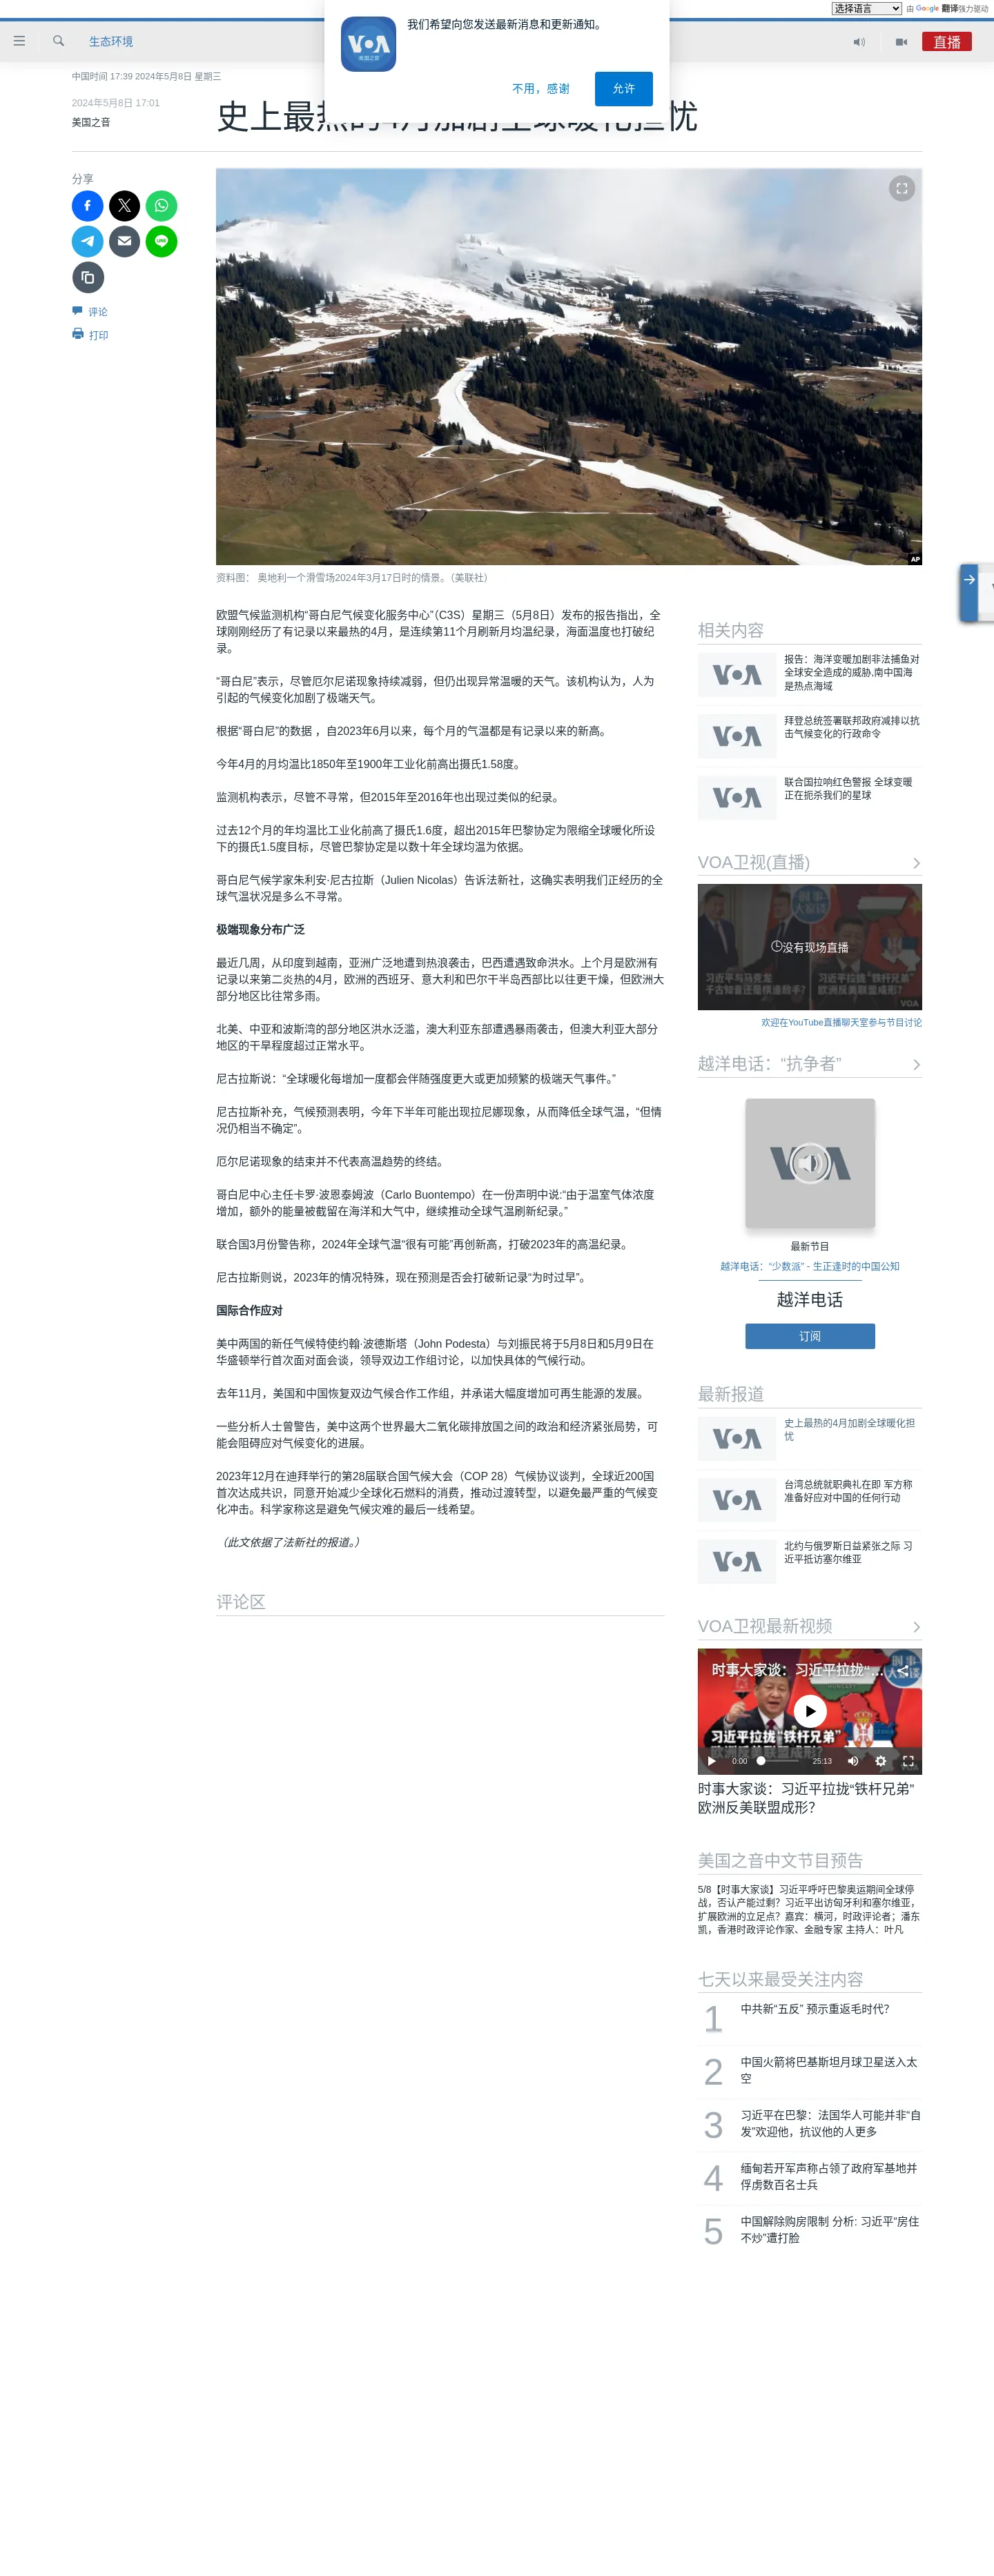 选择语言
由 Google 翻译强力驱动
我们希望向您发送最新消息和更新通知。
VOA
美国之音
不用，感谢
允许
生态环境
直播
中国时间 17:39 2024年5月8日 星期三
2024年5月8日 17:01
美国之音
史上最热的4月加剧全球暖化担忧
分享
评论
打印
AP
资料图： 奥地利一个滑雪场2024年3月17日时的情景。（美联社）
欧盟气候监测机构“哥白尼气候变化服务中心”（C3S）星期三（5月8日）发布的报告指出，全
球刚刚经历了有记录以来最热的4月，是连续第11个月刷新月均温纪录，海面温度也打破纪
录。
“哥白尼”表示，尽管厄尔尼诺现象持续减弱，但仍出现异常温暖的天气。该机构认为，人为
引起的气候变化加剧了极端天气。
根据“哥白尼”的数据 ，自2023年6月以来，每个月的气温都是有记录以来的新高。
今年4月的月均温比1850年至1900年工业化前高出摄氏1.58度。
监测机构表示，尽管不寻常，但2015年至2016年也出现过类似的纪录。
过去12个月的年均温比工业化前高了摄氏1.6度，超出2015年巴黎协定为限缩全球暖化所设
下的摄氏1.5度目标，尽管巴黎协定是以数十年全球均温为依据。
哥白尼气候学家朱利安·尼古拉斯（Julien Nicolas）告诉法新社，这确实表明我们正经历的全
球气温状况是多么不寻常。
极端现象分布广泛
最近几周，从印度到越南，亚洲广泛地遭到热浪袭击，巴西遭遇致命洪水。上个月是欧洲有
记录以来第二炎热的4月，欧洲的西班牙、意大利和巴尔干半岛西部比以往更干燥，但欧洲大
部分地区比往常多雨。
北美、中亚和波斯湾的部分地区洪水泛滥，澳大利亚东部遭遇暴雨袭击，但澳大利亚大部分
地区的干旱程度超过正常水平。
尼古拉斯说：“全球暖化每增加一度都会伴随强度更大或更加频繁的极端天气事件。”
尼古拉斯补充，气候预测表明，今年下半年可能出现拉尼娜现象，从而降低全球气温，“但情
况仍相当不确定”。
厄尔尼诺现象的结束并不代表高温趋势的终结。
哥白尼中心主任卡罗·波恩泰姆波（Carlo Buontempo）在一份声明中说:“由于温室气体浓度
增加，额外的能量被截留在海洋和大气中，继续推动全球气温刷新纪录。”
联合国3月份警告称，2024年全球气温“很有可能”再创新高，打破2023年的高温纪录。
尼古拉斯则说，2023年的情况特殊，现在预测是否会打破新记录“为时过早”。
国际合作应对
美中两国的新任气候特使约翰·波德斯塔（John Podesta）与刘振民将于5月8日和5月9日在
华盛顿举行首次面对面会谈，领导双边工作组讨论，以加快具体的气候行动。
去年11月，美国和中国恢复双边气候合作工作组，并承诺大幅度增加可再生能源的发展。
一些分析人士曾警告，美中这两个世界最大二氧化碳排放国之间的政治和经济紧张局势，可
能会阻碍应对气候变化的进展。
2023年12月在迪拜举行的第28届联合国气候大会（COP 28）气候协议谈判，全球近200国
首次达成共识，同意开始减少全球化石燃料的消费，推动过渡转型，以避免最严重的气候变
化冲击。科学家称这是避免气候灾难的最后一线希望。
（此文依据了法新社的报道。）
评论区
相关内容
VOA
报告：海洋变暖加剧非法捕鱼对
全球安全造成的威胁,南中国海
是热点海域
VOA
拜登总统签署联邦政府减排以抗
击气候变化的行政命令
VOA
联合国拉响红色警报 全球变暖
正在扼杀我们的星球
VOA卫视(直播)
时事
大家谈
没有现场直播
习近平与马克龙
千古知音还是棋逢敌手？
习近平拉拢“铁杆兄弟”
欧洲反美联盟成形？
VOA
欢迎在YouTube直播聊天室参与节目讨论
越洋电话：“抗争者”
VOA
最新节目
越洋电话：“少数派” - 生正逢时的中国公知
越洋电话
订阅
最新报道
VOA
史上最热的4月加剧全球暖化担
忧
VOA
台湾总统就职典礼在即 军方称
准备好应对中国的任何行动
VOA
北约与俄罗斯日益紧张之际 习
近平抵访塞尔维亚
VOA卫视最新视频
时事大家谈：习近平拉拢“...
时事
大家谈
HUNGARY
习近平拉拢“铁杆兄弟”
欧洲反美联盟成形？
0:00
25:13
时事大家谈：习近平拉拢“铁杆兄弟”
欧洲反美联盟成形？
美国之音中文节目预告
5/8【时事大家谈】习近平呼吁巴黎奥运期间全球停
战，否认产能过剩？习近平出访匈牙利和塞尔维亚，
扩展欧洲的立足点？嘉宾：横河，时政评论者；潘东
凯，香港时政评论作家、金融专家 主持人：叶凡
七天以来最受关注内容
1
中共新“五反” 预示重返毛时代？
2
中国火箭将巴基斯坦月球卫星送入太
空
3
习近平在巴黎：法国华人可能并非“自
发”欢迎他，抗议他的人更多
4
缅甸若开军声称占领了政府军基地并
俘虏数百名士兵
5
中国解除购房限制 分析: 习近平“房住
不炒”遭打脸